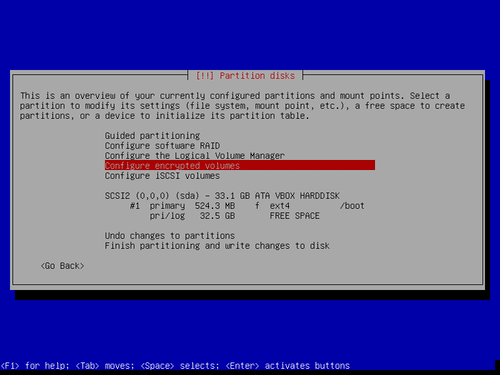 [!!] Partition disks
This is an overview of your currently configured partitions and mount points. Select a
partition to modify its settings (file system, mount point, etc.), a free space to create
partitions, or a device to initialize its partition table.
Guided partitioning
Configure software RAID
Configure the Logical Volume Manager
Configure encrypted volumes
Configure iSCSI volumes
SCSI2 (0,0,0) (sda) - 33.1 GB ATA VBOX HARDDISK
#1 primary 524.3 MB f ext4 /boot
pri/log 32.5 GB FREE SPACE
Undo changes to partitions
Finish partitioning and write changes to disk
<Go Back>
<F1> for help; <Tab> moves; <Space> selects; <Enter> activates buttons